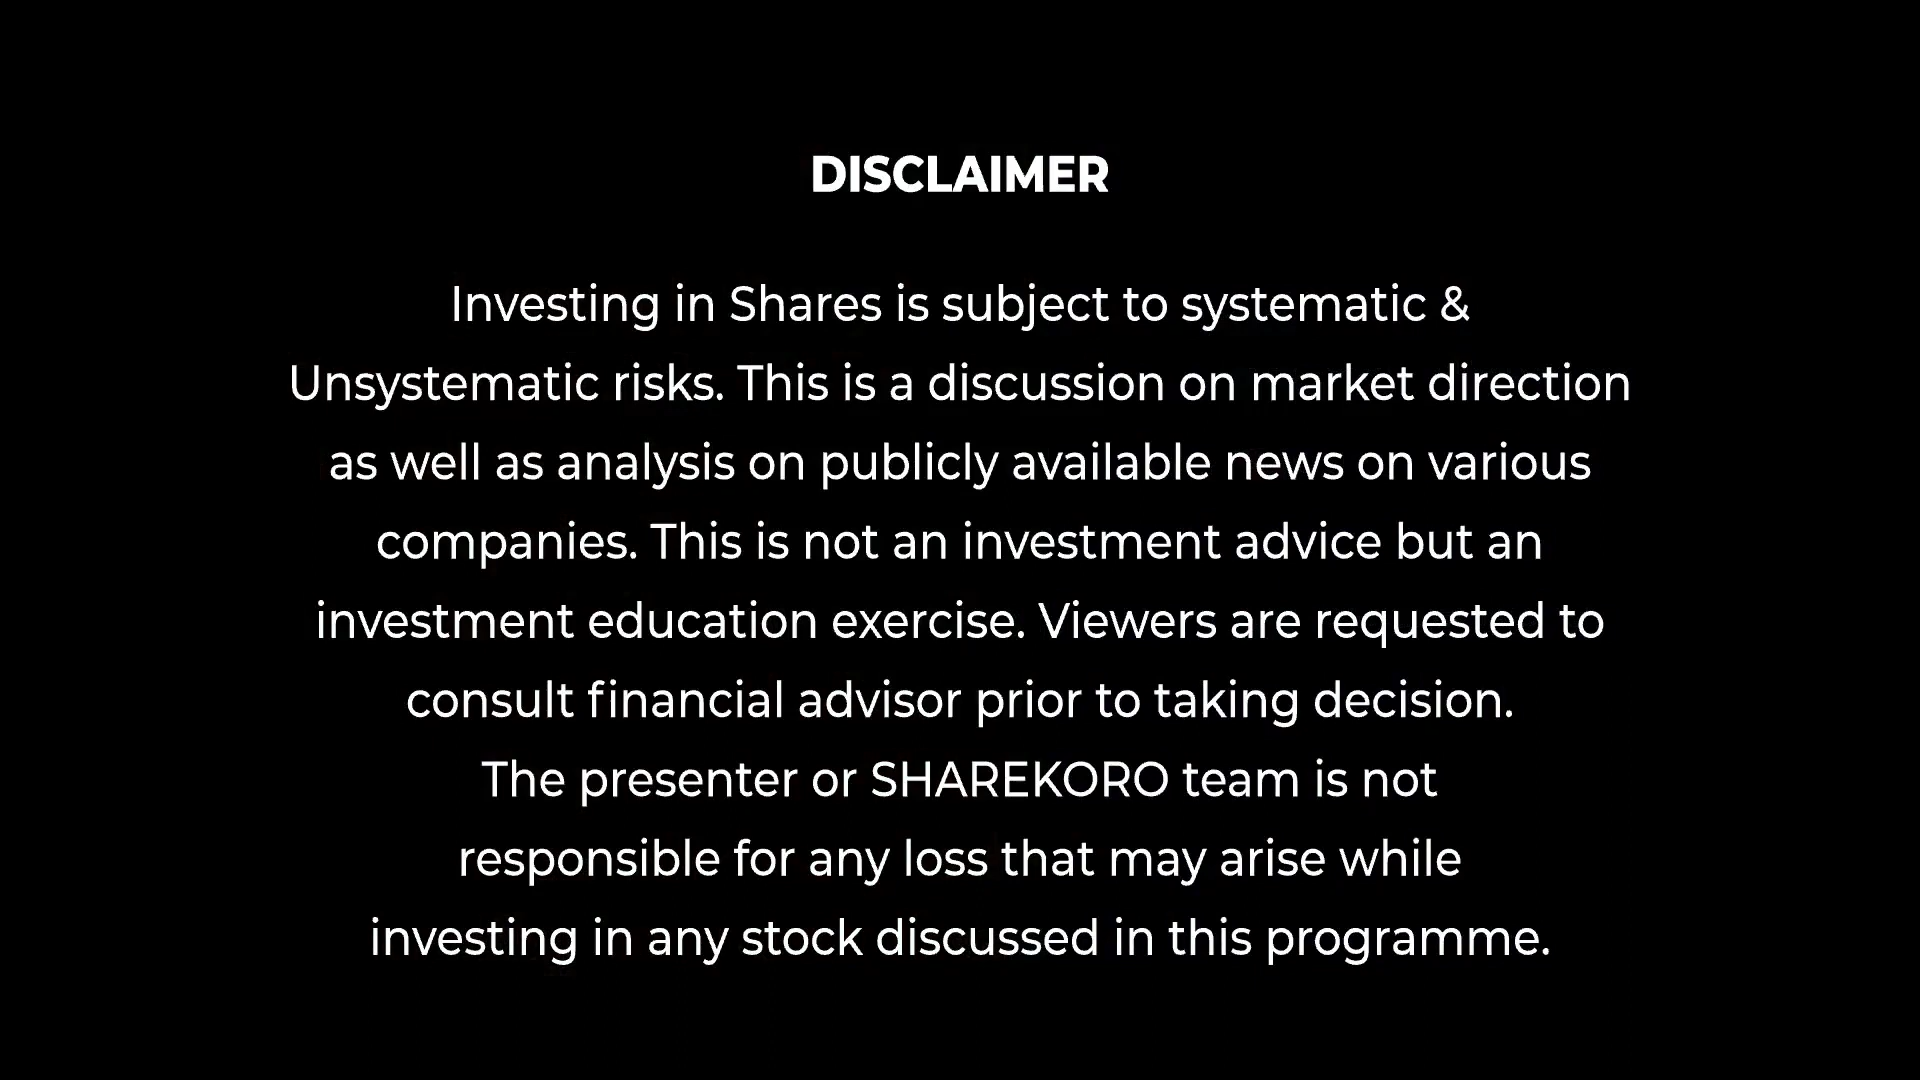 DISCLAIMER
Investing in Shares is subject to systematic &
Unsystematic risks. This is a discussion on market direction
as well as analysis on publicly available news on various
companies. This is not an investment advice but an
investment education exercise. Viewers are requested to
consult financial advisor prior to taking decision.
The presenter or SHAREKORO team is not
responsible for any loss that may arise while
investing in any stock discussed in this programme.